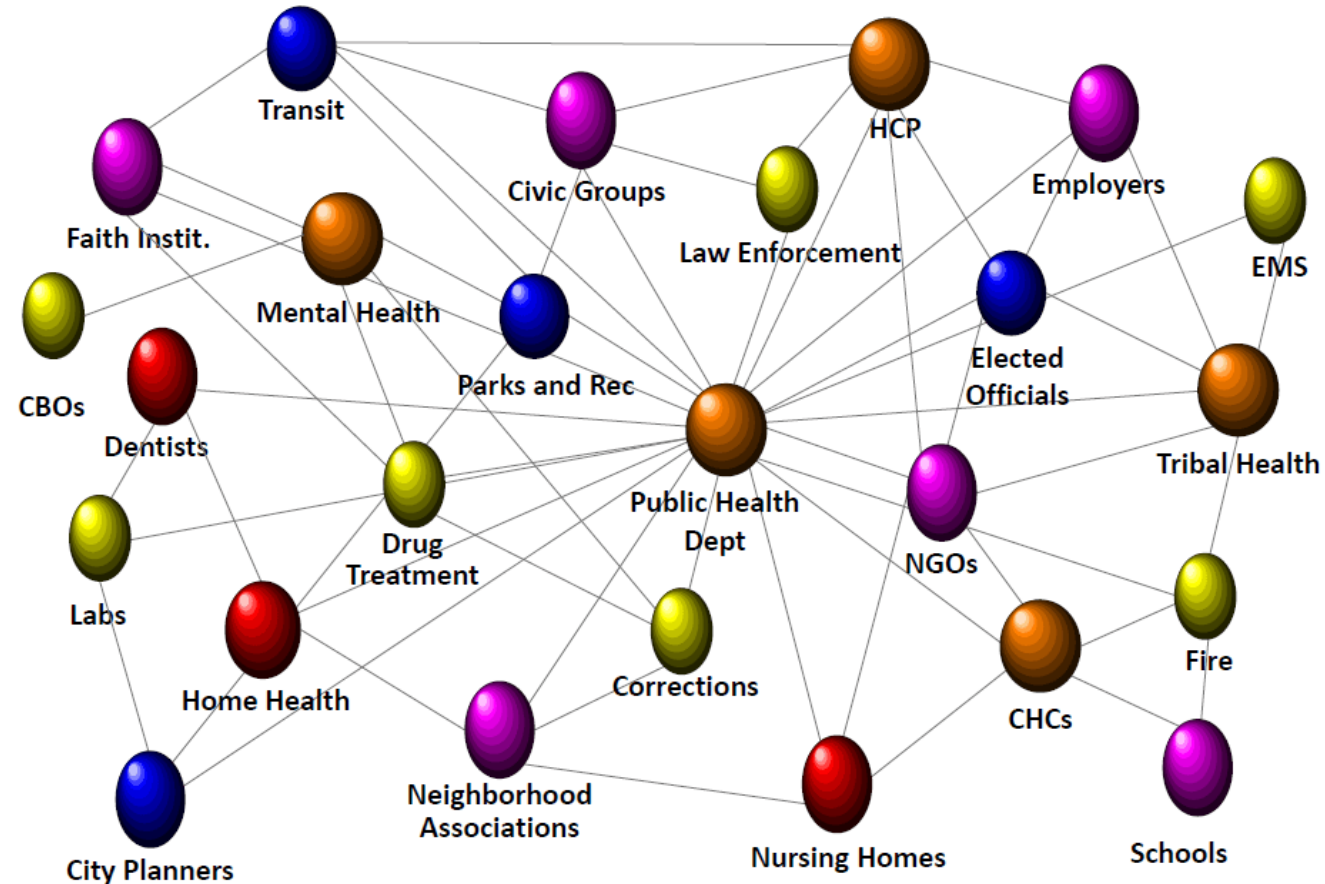 Transit
HCP
Civic Groups
Employers
Faith Instit.
Law Enforcement
EMS
Mental Health
Elected
Officials
CBOs
Parks and Rec
Dentists
Tribal Health
Public Health
Dept
Drug
Treatment
NGOs
Labs
Fire
Home Health
Corrections
CHCs
Neighborhood
Associations
Nursing Homes
Schools
City Planners